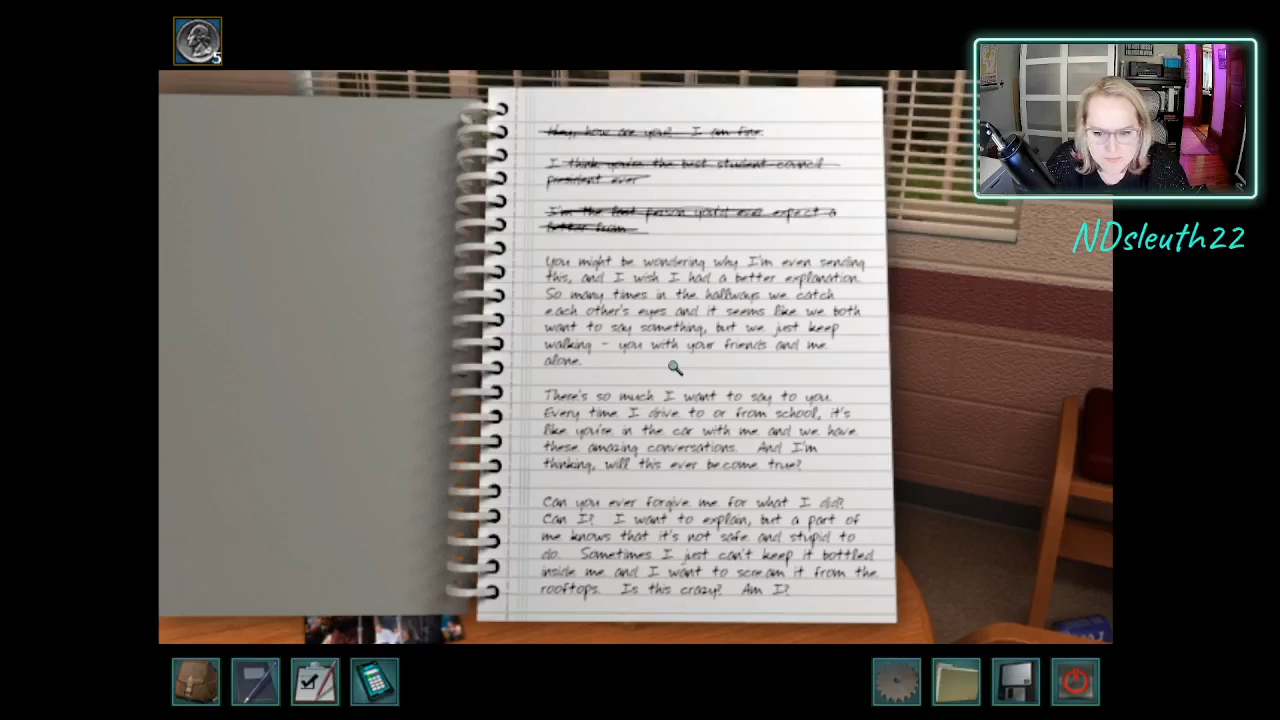 5
Hey, how are you? I am fine.
I think you're the best student council
president ever
I'm the last person you'd ever expect a
letter from
You might be wondering why I'm even sending
this, and I wish I had a better explanation.
So many times in the hallways we catch
each other's eyes and it seems like we both
want to say something, but we just keep
walking - you with your friends and me
alone.
There's so much I want to say to you.
Every time I drive to or from school, it's
like you're in the car with me and we have
these amazing conversations. And I'm
thinking, will this ever become true?
Can you ever forgive me for what I did?
Can I? I want to explain, but a part of
me knows that it's not safe and stupid to
do. Sometimes I just can't keep it bottled
inside me and I want to scream it from the
rooftops. Is this crazy? Am I?
NDsleuth22